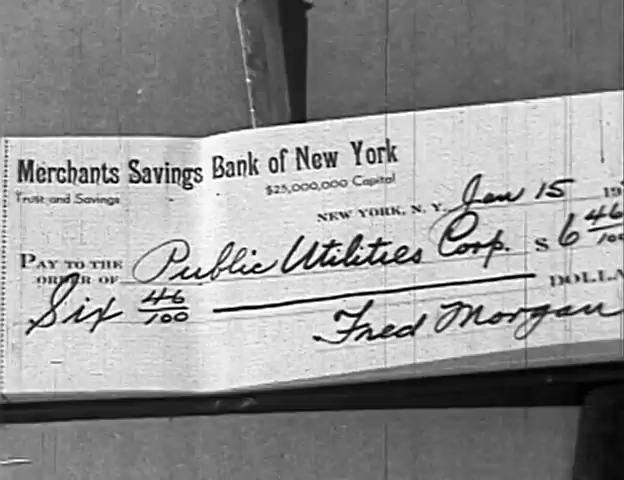 Merchants Savings Bank of New York
Trust and Savings
$25,000,000 Capital
NEW YORK, N. Y. Jan 15 19
PAY TO THE ORDER OF Public Utilities Corp. $ 6 46/100
Six 46/100 DOLLA
Fred Morgan